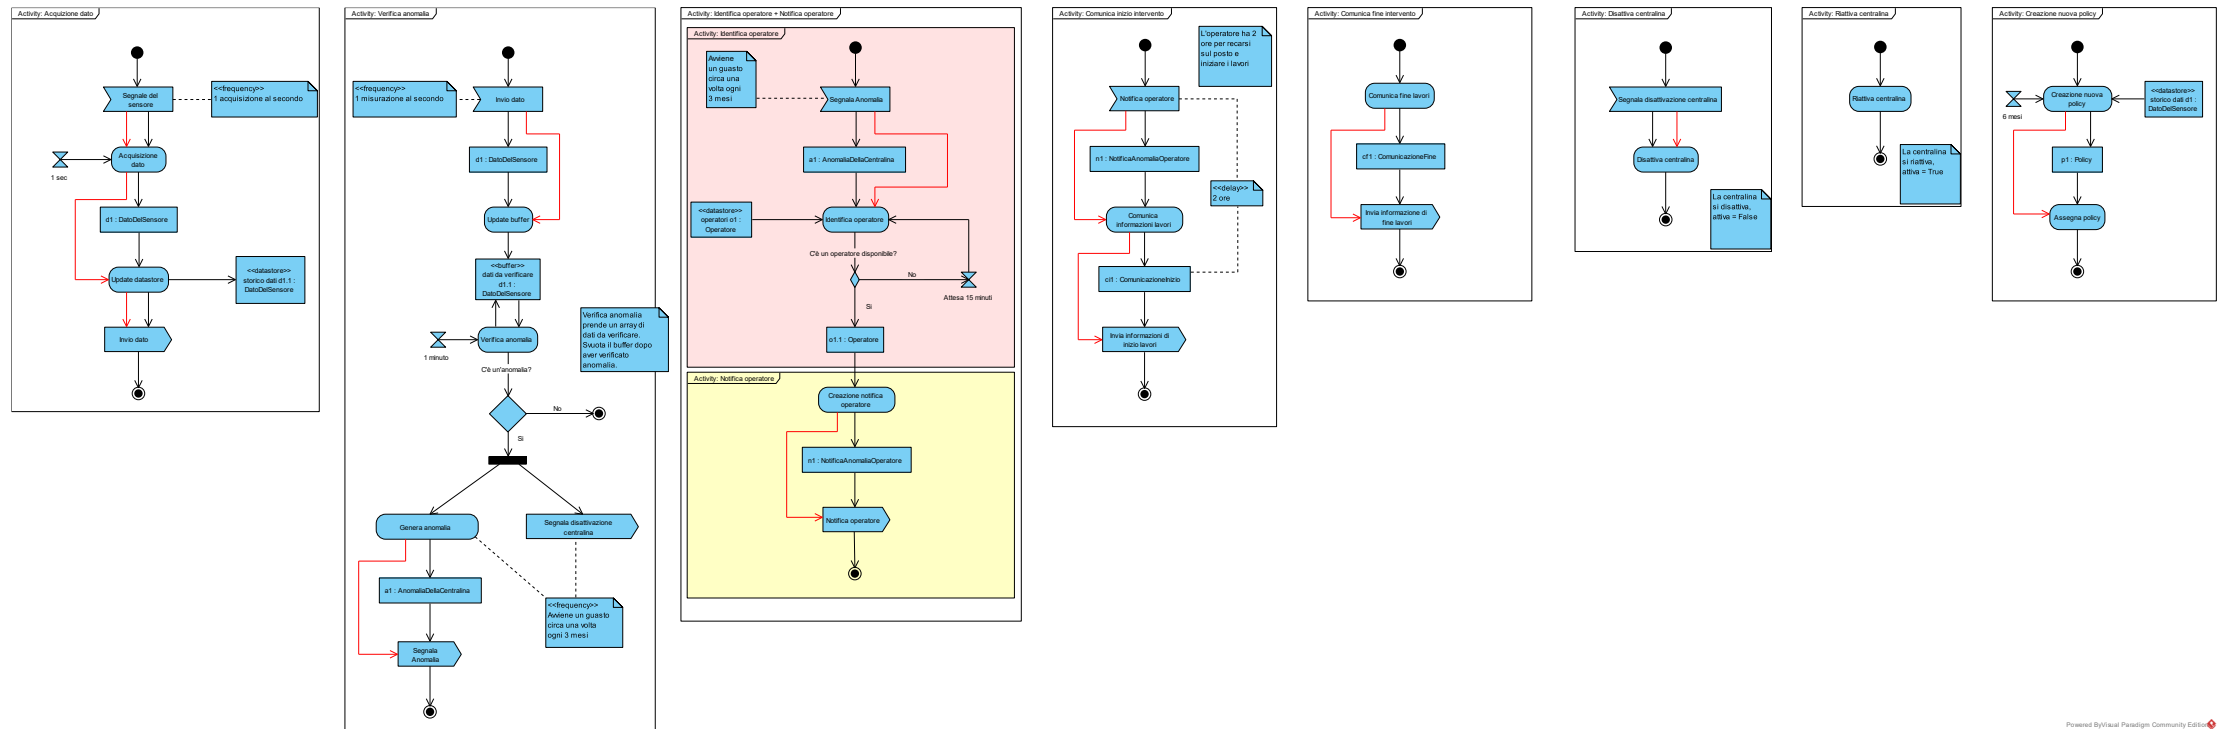 Activity: Acquizione dato
Segnale del
sensore
<<frequency>>
1 acquisizione al secondo
Acquisizione
dato
1 sec
d1 : DatoDelSensore
Update datastore
<<datastore>>
storico dati d1.1 :
DatoDelSensore
Invio dato
Activity: Verifica anomalia
<<frequency>>
1 misurazione al secondo
Invio dato
d1 : DatoDelSensore
Update buffer
<<buffer>>
dati da verificare
d1.1 :
DatoDelSensore
Verifica anomalia
prende un array di
dati da verificare.
Svuota il buffer dopo
aver verificato
anomalia.
Verifica anomalia
1 minuto
C'è un'anomalia?
No
Si
Genera anomalia
Segnala disattivazione
centralina
a1 : AnomaliaDellaCentralina
<<frequency>>
Avviene un guasto
circa una volta
ogni 3 mesi
Segnala
Anomalia
Activity: Identifica operatore + Notifica operatore
Activity: Identifica operatore
Avviene
un guasto
circa una
volta ogni
3 mesi
Segnala Anomalia
a1 : AnomaliaDellaCentralina
<<datastore>>
operatori o1 :
Operatore
Identifica operatore
C'è un operatore disponibile?
No
Attesa 15 minuti
Si
o1.1 : Operatore
Activity: Notifica operatore
Creazione notifica
operatore
n1 : NotificaAnomaliaOperatore
Notifica operatore
Activity: Comunica inizio intervento
L'operatore ha 2
ore per recarsi
sul posto e
iniziare i lavori
Notifica operatore
n1 : NotificaAnomaliaOperatore
<<delay>>
2 ore
Comunica
informazioni lavori
ci1 : ComunicazioneInizio
Invia informazioni di
inizio lavori
Activity: Comunica fine intervento
Comunica fine lavori
cf1 : ComunicazioneFine
Invia informazione di
fine lavori
Activity: Disattiva centralina
Segnala disattivazione centralina
Disattiva centralina
La centralina
si disattiva,
attiva = False
Activity: Riattiva centralina
Riattiva centralina
La centralina
si riattiva,
attiva = True
Activity: Creazione nuova policy
Creazione nuova
policy
6 mesi
<<datastore>>
storico dati d1 :
DatoDelSensore
p1 : Policy
Assegna policy
Powered ByVisual Paradigm Community Edition